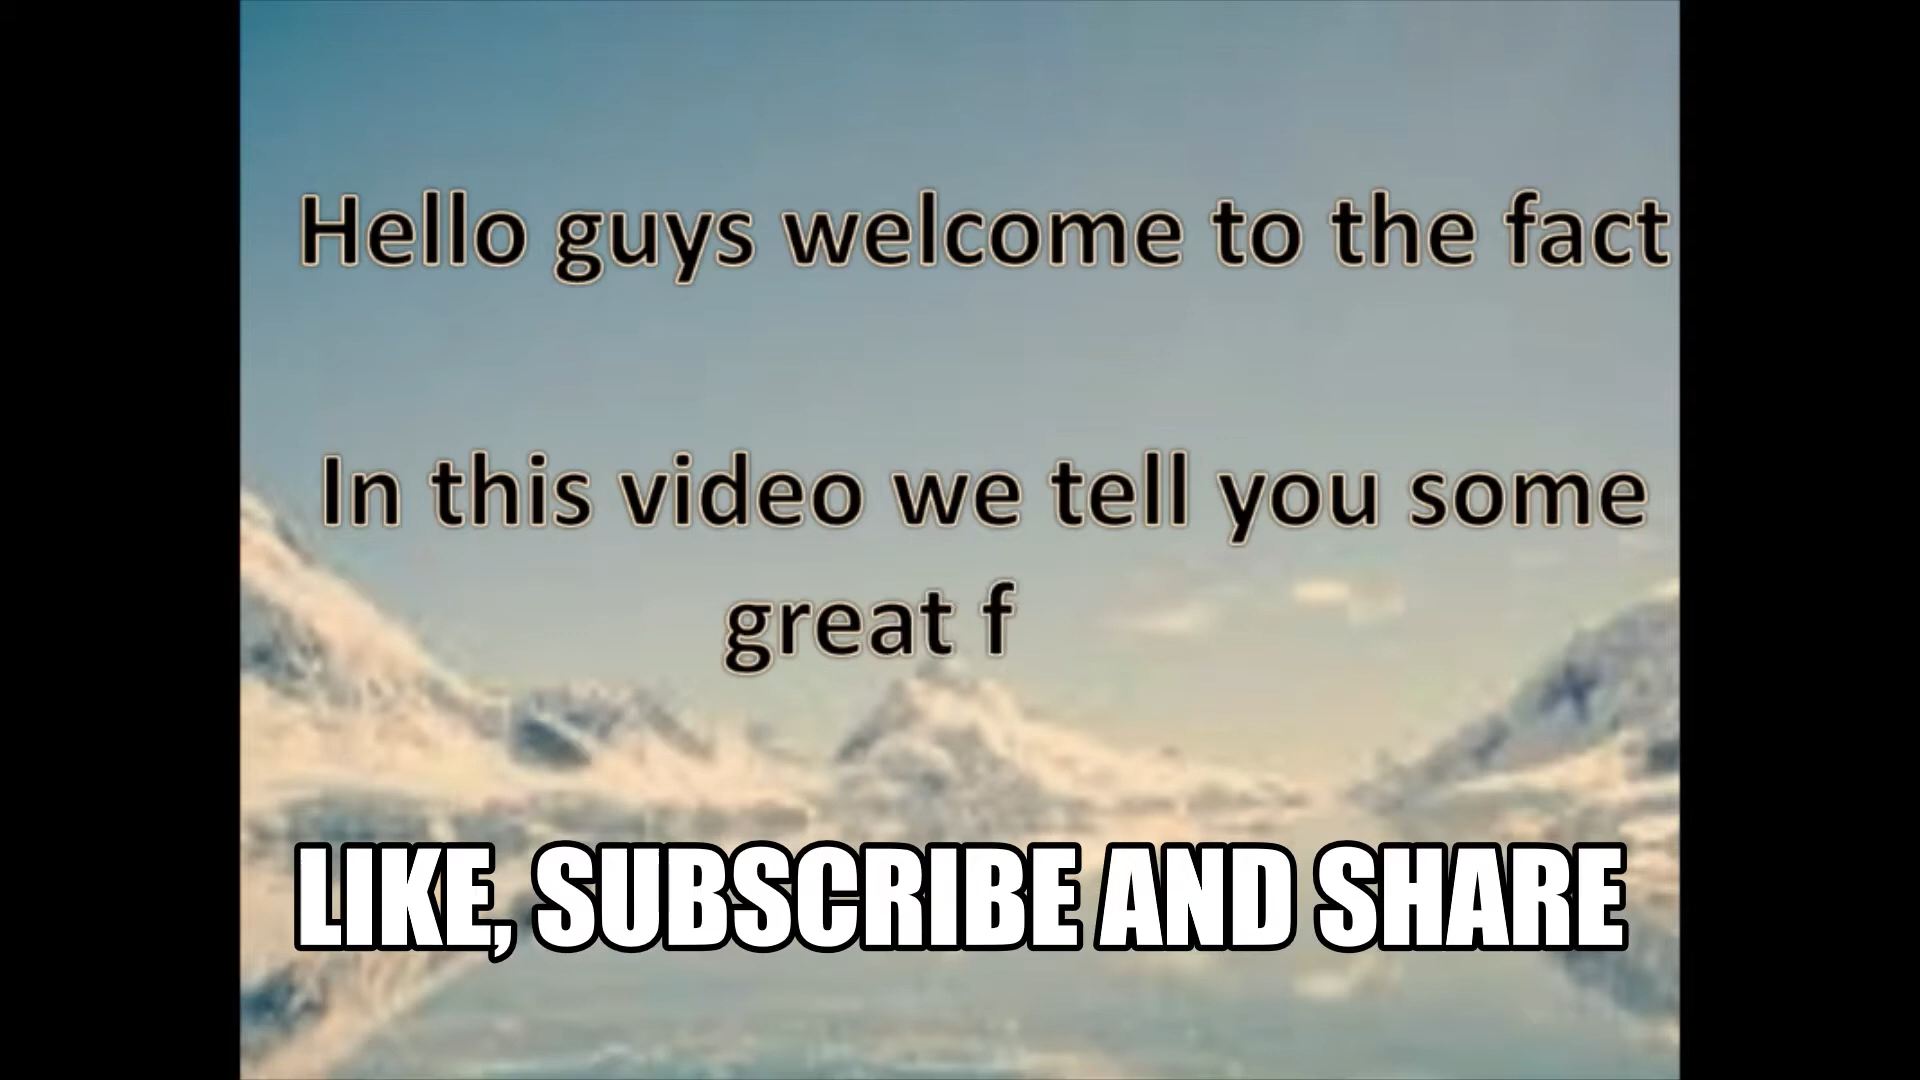 Hello guys welcome to the fact
In this video we tell you some
great f
LIKE, SUBSCRIBE AND SHARE